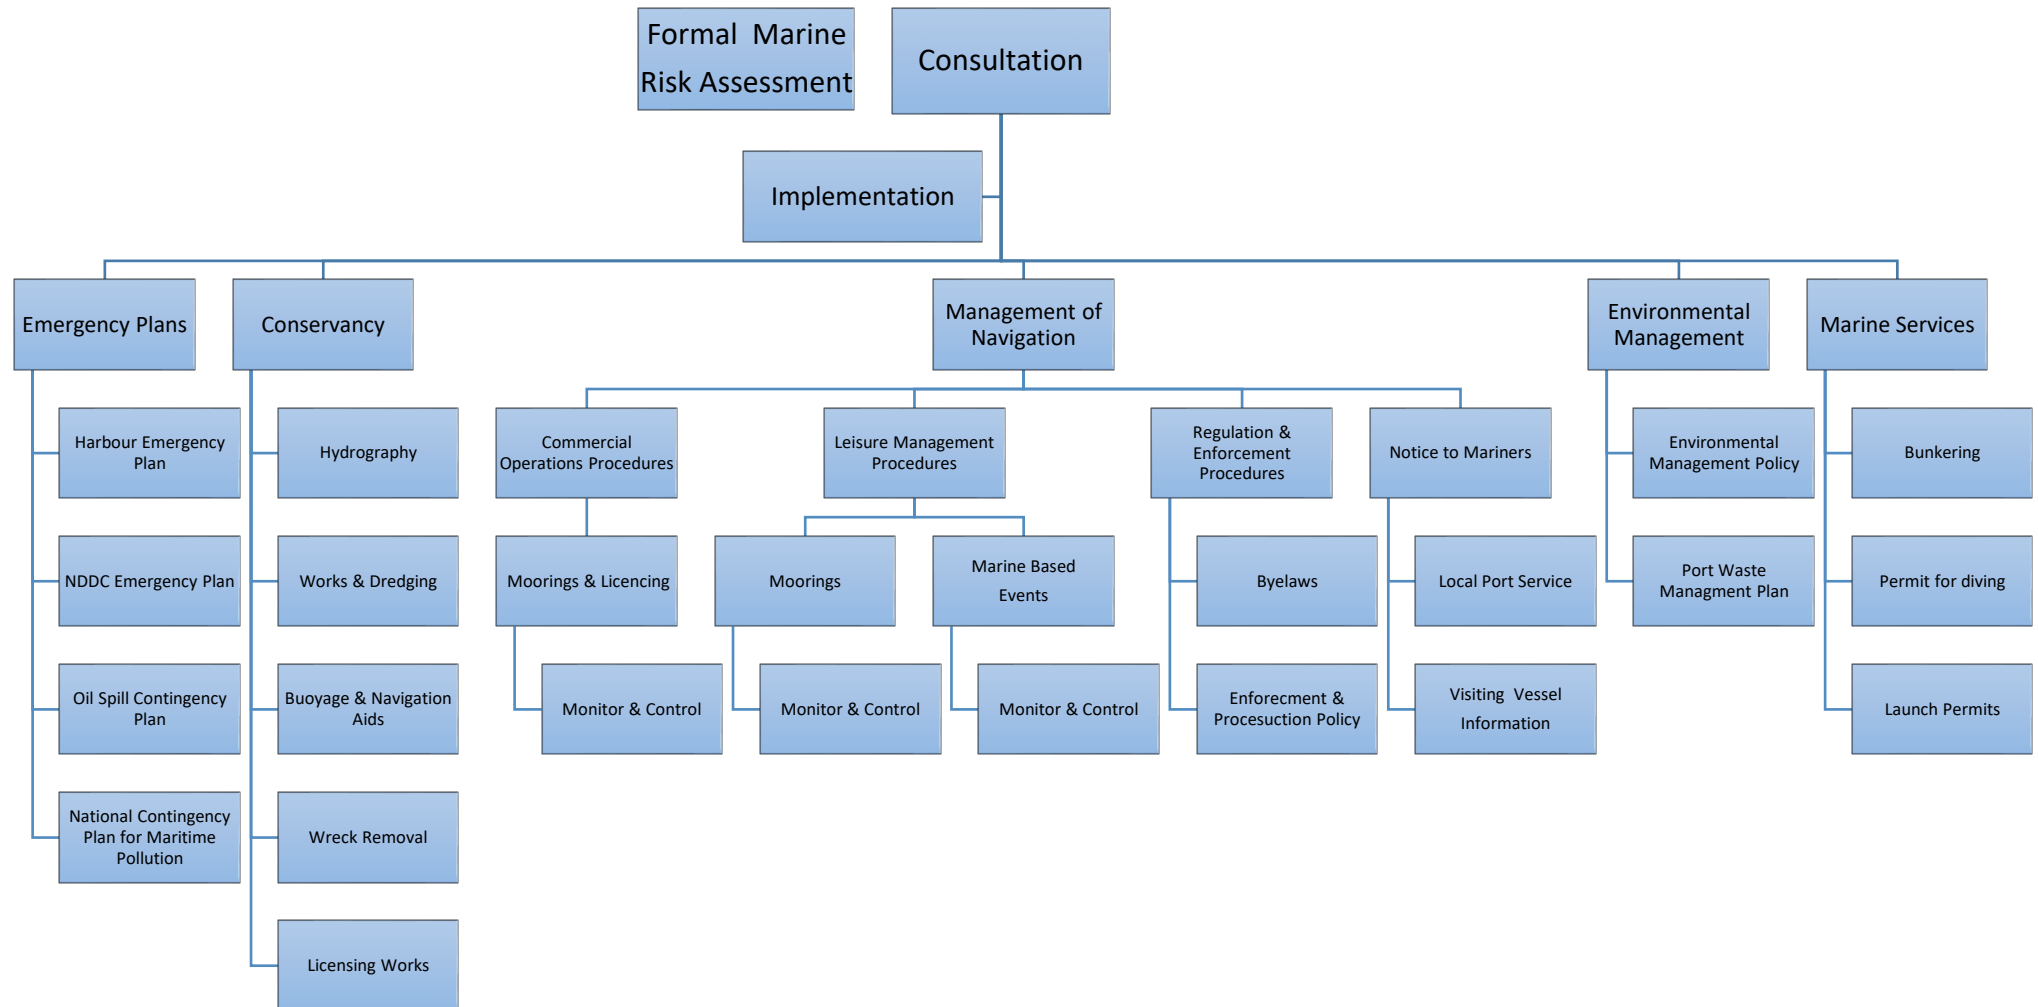 Formal Marine
Risk Assessment
Consultation
Implementation
Emergency Plans
Conservancy
Management of
Navigation
Environmental
Management
Marine Services
Harbour Emergency
Plan
Hydrography
Commercial
Operations Procedures
Leisure Management
Procedures
Regulation &
Enforcement
Procedures
Notice to Mariners
Environmental
Management Policy
Bunkering
NDDC Emergency Plan
Works & Dredging
Moorings & Licencing
Moorings
Marine Based
Events
Byelaws
Local Port Service
Port Waste
Managment Plan
Permit for diving
Oil Spill Contingency
Plan
Buoyage & Navigation
Aids
Monitor & Control
Monitor & Control
Monitor & Control
Enforecment &
Procesuction Policy
Visiting Vessel
Information
Launch Permits
National Contingency
Plan for Maritime
Pollution
Wreck Removal
Licensing Works